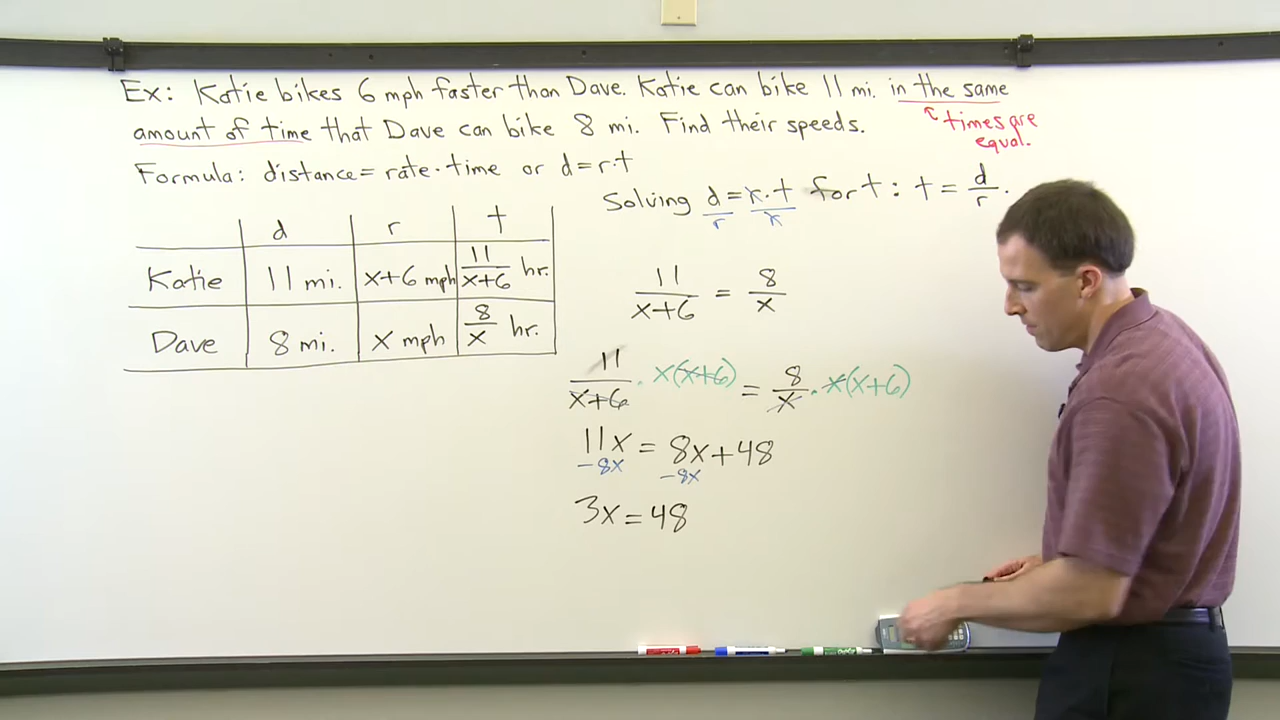 Ex: Katie bikes 6 mph faster than Dave. Katie can bike 11 mi. in the same
amount of time that Dave can bike 8 mi. Find their speeds.
times are
equal.
Formula: distance = rate · time or d = r·t
Solving d = r·t for t: t = d/r.
r r
d r t
Katie 11 mi. x+6 mph 11/(x+6) hr.
Dave 8 mi. x mph 8/x hr.
11/(x+6) = 8/x
11/(x+6) · x(x+6) = 8/x · x(x+6)
11x = 8x+48
-8x -8x
3x = 48